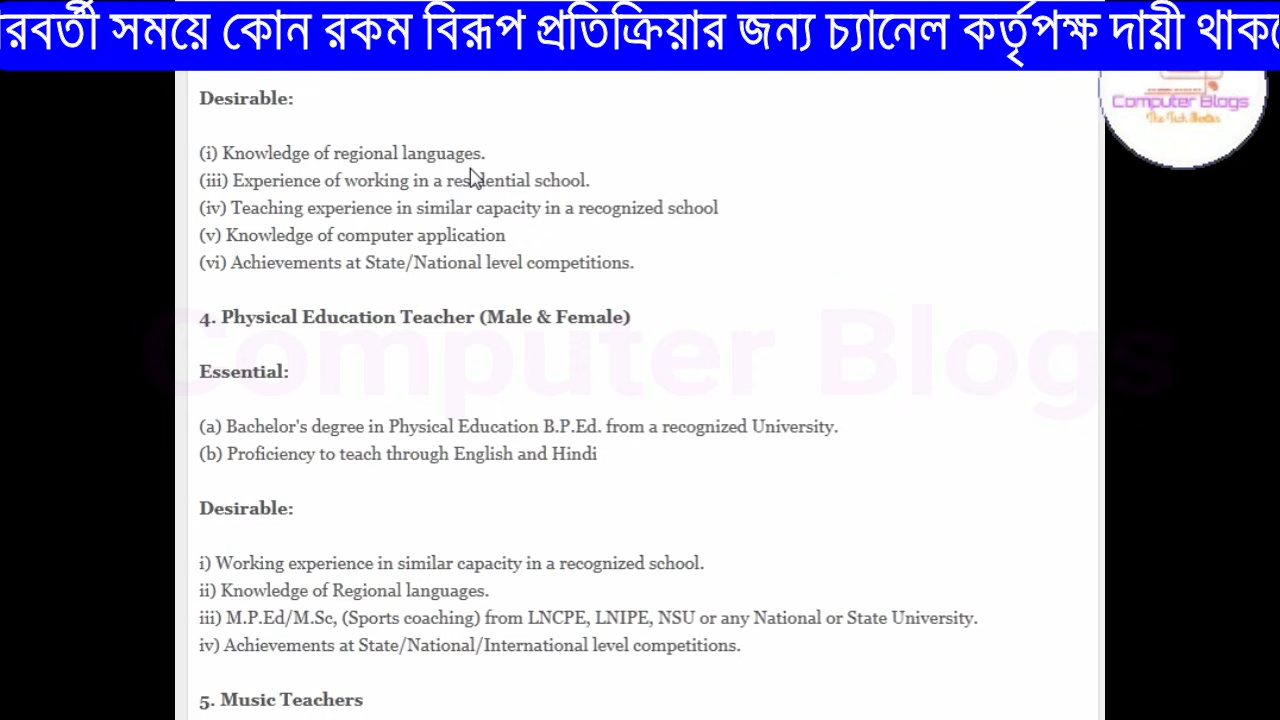 রবর্তী সময়ে কোন রকম বিরূপ প্রতিক্রিয়ার জন্য চ্যানেল কর্তৃপক্ষ দায়ী
Computer Blogs
The Tech Mentor
Desirable:
(i) Knowledge of regional languages.
(iii) Experience of working in a residential school.
(iv) Teaching experience in similar capacity in a recognized school
(v) Knowledge of computer application
(vi) Achievements at State/National level competitions.
4. Physical Education Teacher (Male & Female)
Computer Blogs
Essential:
(a) Bachelor's degree in Physical Education B.P.Ed. from a recognized University.
(b) Proficiency to teach through English and Hindi
Desirable:
i) Working experience in similar capacity in a recognized school.
ii) Knowledge of Regional languages.
iii) M.P.Ed/M.Sc, (Sports coaching) from LNCPE, LNIPE, NSU or any National or State University.
iv) Achievements at State/National/International level competitions.
5. Music Teachers